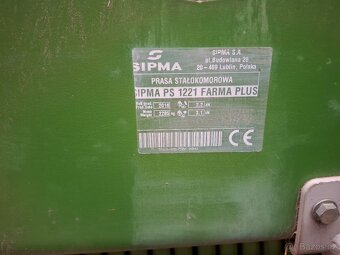 SIPMA
SIPMA S.A.
ul.Budowlana 26
20 - 469 Lublin, Polska
PRASA STAŁOKOMOROWA
SIPMA PS 1221 FARMA PLUS
2016
CE